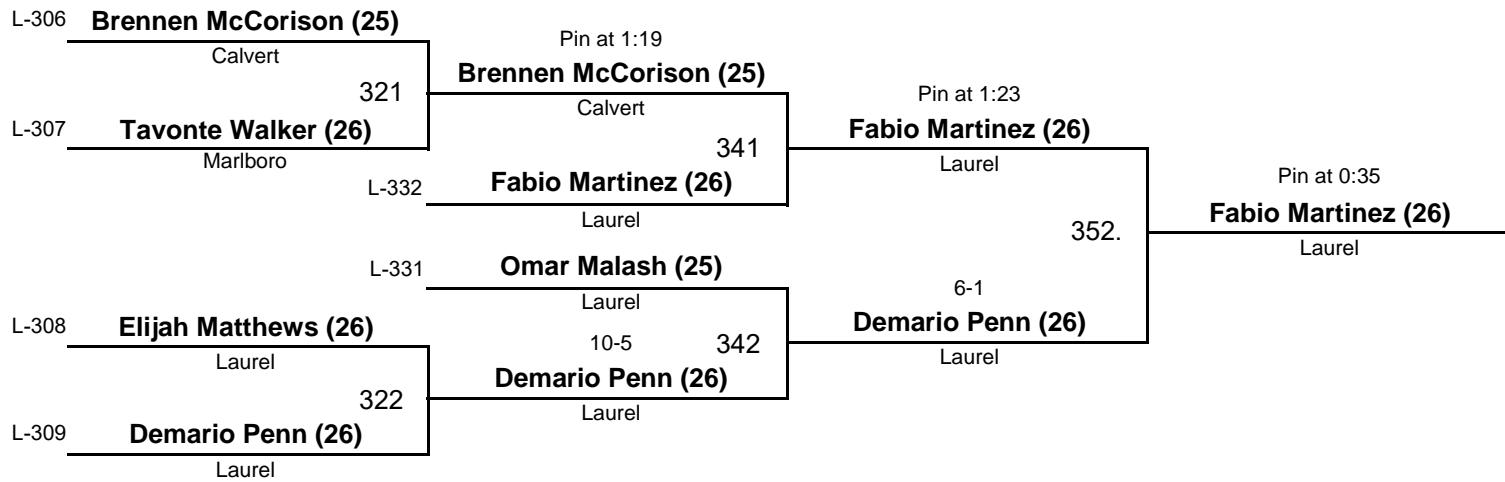 L-306 Brennen McCorison (25)
Calvert
Pin at 1:19
321 Brennen McCorison (25)
Calvert
L-307 Tavonte Walker (26)
Marlboro
Pin at 1:23
341 Fabio Martinez (26)
Laurel
L-332 Fabio Martinez (26)
Laurel
Pin at 0:35
352. Fabio Martinez (26)
Laurel
L-331 Omar Malash (25)
Laurel
6-1
342 Demario Penn (26)
Laurel
L-308 Elijah Matthews (26)
Laurel
10-5
322 Demario Penn (26)
Laurel
L-309 Demario Penn (26)
Laurel